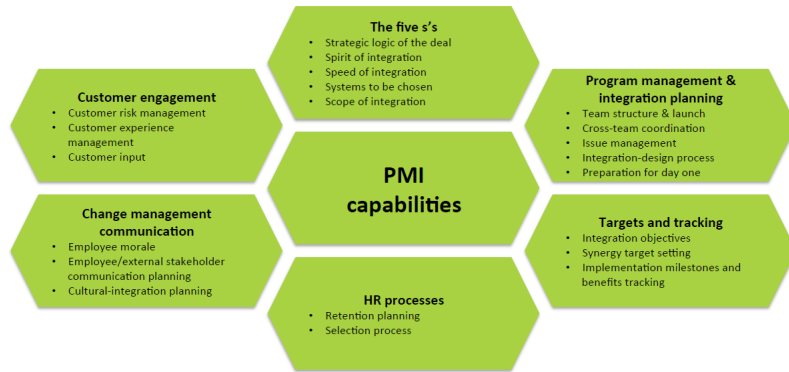 The five s's
• Strategic logic of the deal
• Spirit of integration
• Speed of integration
• Systems to be chosen
• Scope of integration
Customer engagement
• Customer risk management
• Customer experience
management
• Customer input
Program management &
integration planning
• Team structure & launch
• Cross-team coordination
• Issue management
• Integration-design process
• Preparation for day one
PMI
capabilities
Change management
communication
• Employee morale
• Employee/external stakeholder
communication planning
• Cultural-integration planning
Targets and tracking
• Integration objectives
• Synergy target setting
• Implementation milestones and
benefits tracking
HR processes
• Retention planning
• Selection process